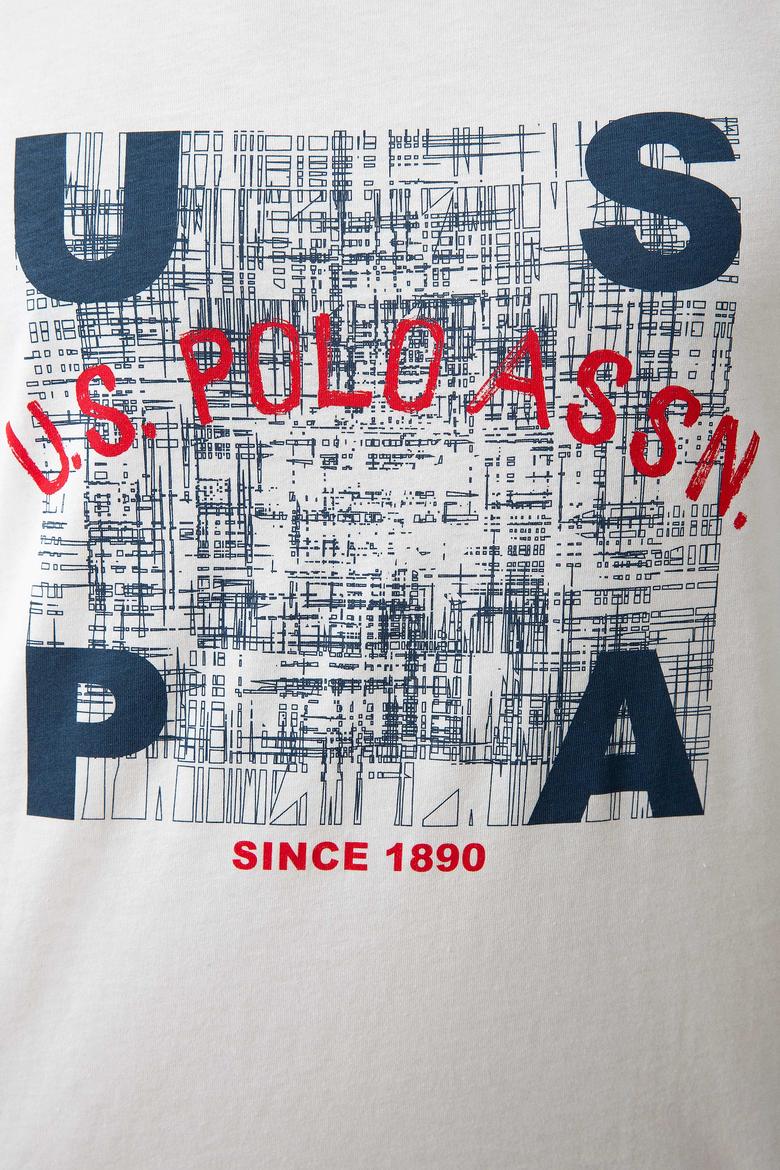 U S
U.S. POLO ASSN.
P A
SINCE 1890